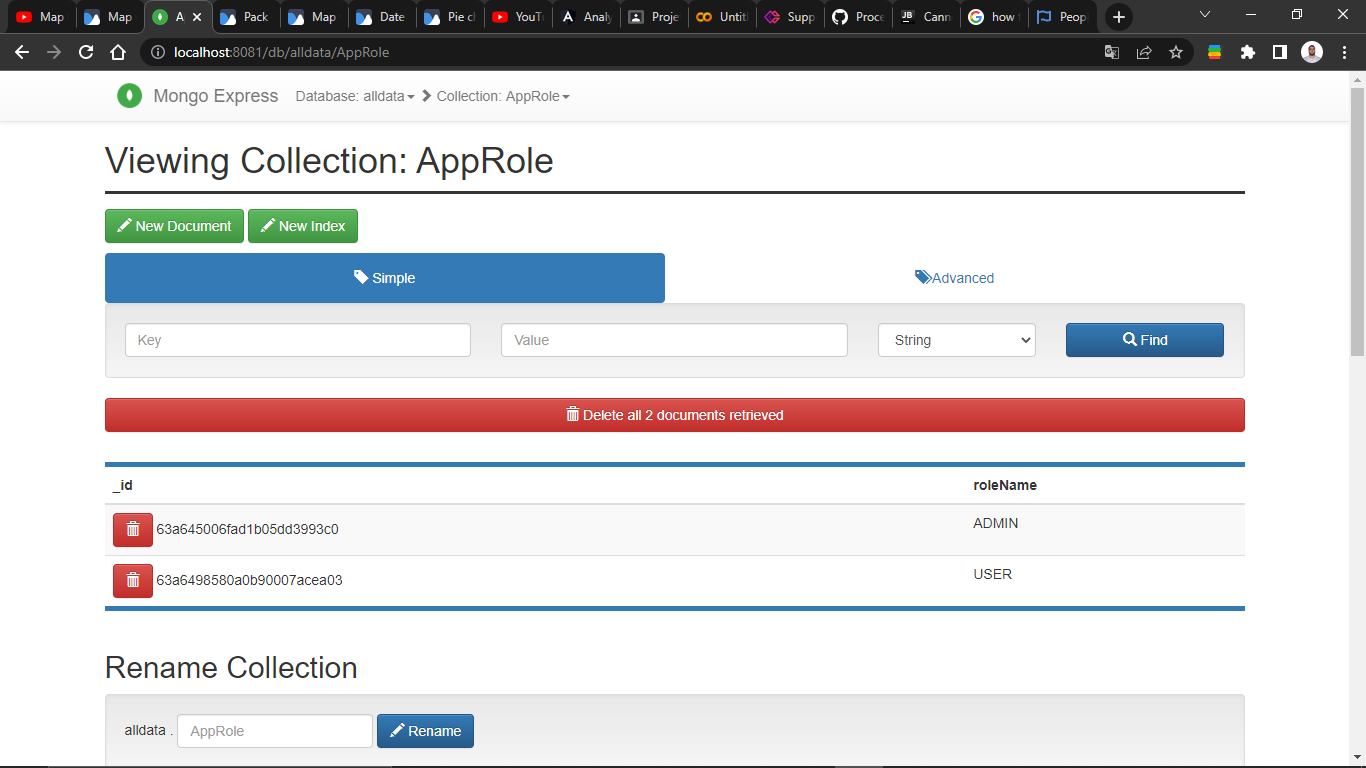 Map
Map
A
Pack
Map
Date
Pie c
YouT
Analy
Proje
Untit
Supp
Proce
JB
Cann
how
Peop
localhost:8081/db/alldata/AppRole
Mongo Express
Database: alldata
Collection: AppRole
Viewing Collection: AppRole
New Document
New Index
Simple
Advanced
Key
Value
String
Find
Delete all 2 documents retrieved
_id
roleName
63a645006fad1b05dd3993c0
ADMIN
63a6498580a0b90007acea03
USER
Rename Collection
alldata .
AppRole
Rename